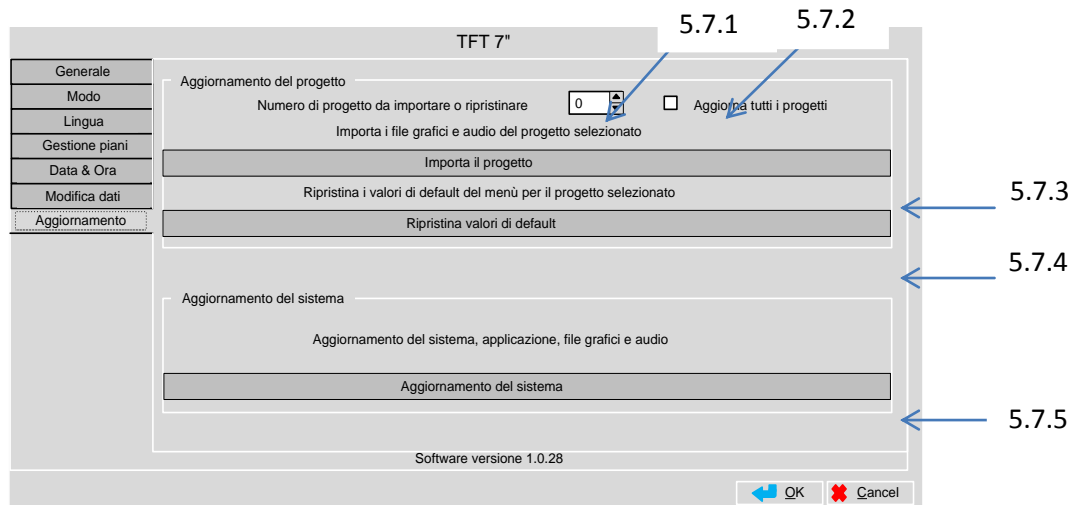 5.7.1 5.7.2
TFT 7"
Generale
Modo
Lingua
Gestione piani
Data & Ora
Modifica dati
Aggiornamento
Aggiornamento del progetto
Numero di progetto da importare o ripristinare 0 Aggiorna tutti i progetti
Importa i file grafici e audio del progetto selezionato
Importa il progetto
Ripristina i valori di default del menù per il progetto selezionato
5.7.3
Ripristina valori di default
5.7.4
Aggiornamento del sistema
Aggiornamento del sistema, applicazione, file grafici e audio
Aggiornamento del sistema
5.7.5
Software versione 1.0.28
OK Cancel